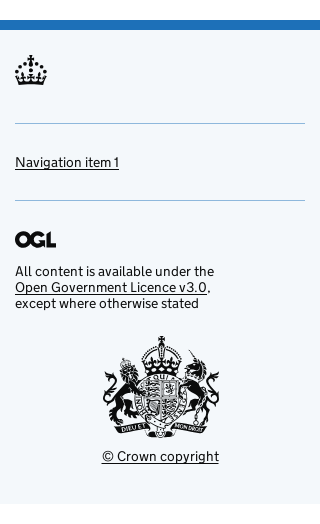 Navigation item 1
OGL
All content is available under the
Open Government Licence v3.0,
except where otherwise stated
DIEU ET MON DROIT
© Crown copyright